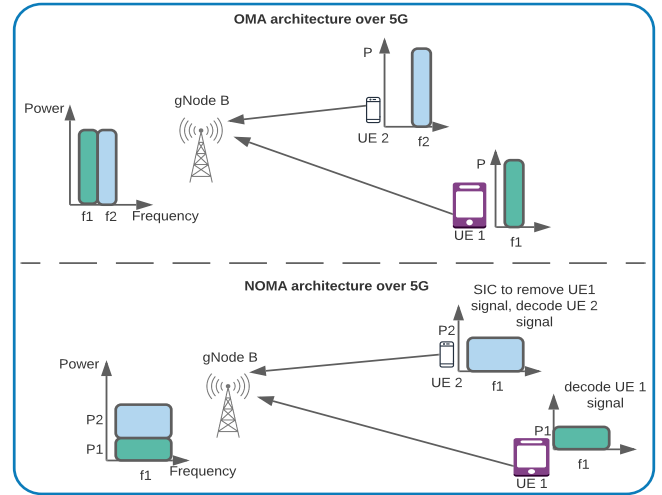 OMA architecture over 5G
P
gNode B
Power
UE 2
f2
P
f1 f2 Frequency
UE 1
f1
NOMA architecture over 5G
SIC to remove UE1
signal, decode UE 2
signal
P2
gNode B
Power
UE 2
f1
decode UE 1
signal
P2
P1
P1
f1
Frequency
f1
UE 1